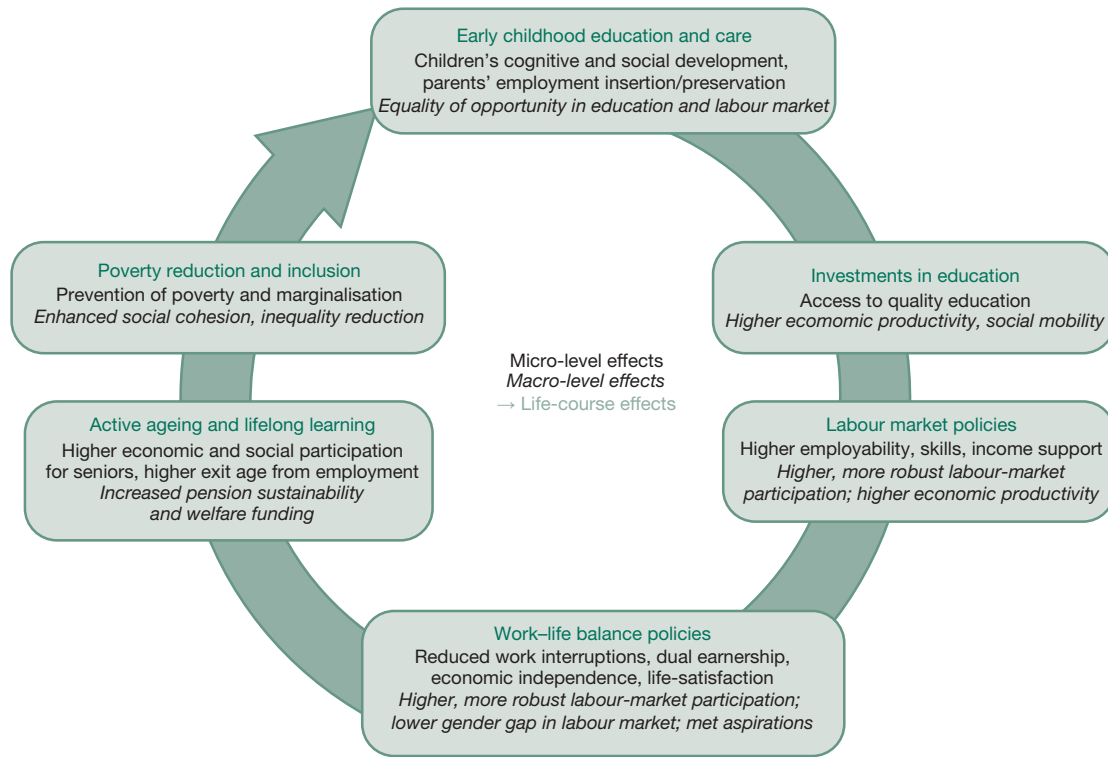 Early childhood education and care
Children’s cognitive and social development,
parents’ employment insertion/preservation
Equality of opportunity in education and labour market
Poverty reduction and inclusion
Prevention of poverty and marginalisation
Enhanced social cohesion, inequality reduction
Investments in education
Access to quality education
Higher ecomomic productivity, social mobility
Micro-level effects
Macro-level effects
→ Life-course effects
Active ageing and lifelong learning
Higher economic and social participation
for seniors, higher exit age from employment
Increased pension sustainability
and welfare funding
Labour market policies
Higher employability, skills, income support
Higher, more robust labour-market
participation; higher economic productivity
Work–life balance policies
Reduced work interruptions, dual earnership,
economic independence, life-satisfaction
Higher, more robust labour-market participation;
lower gender gap in labour market; met aspirations